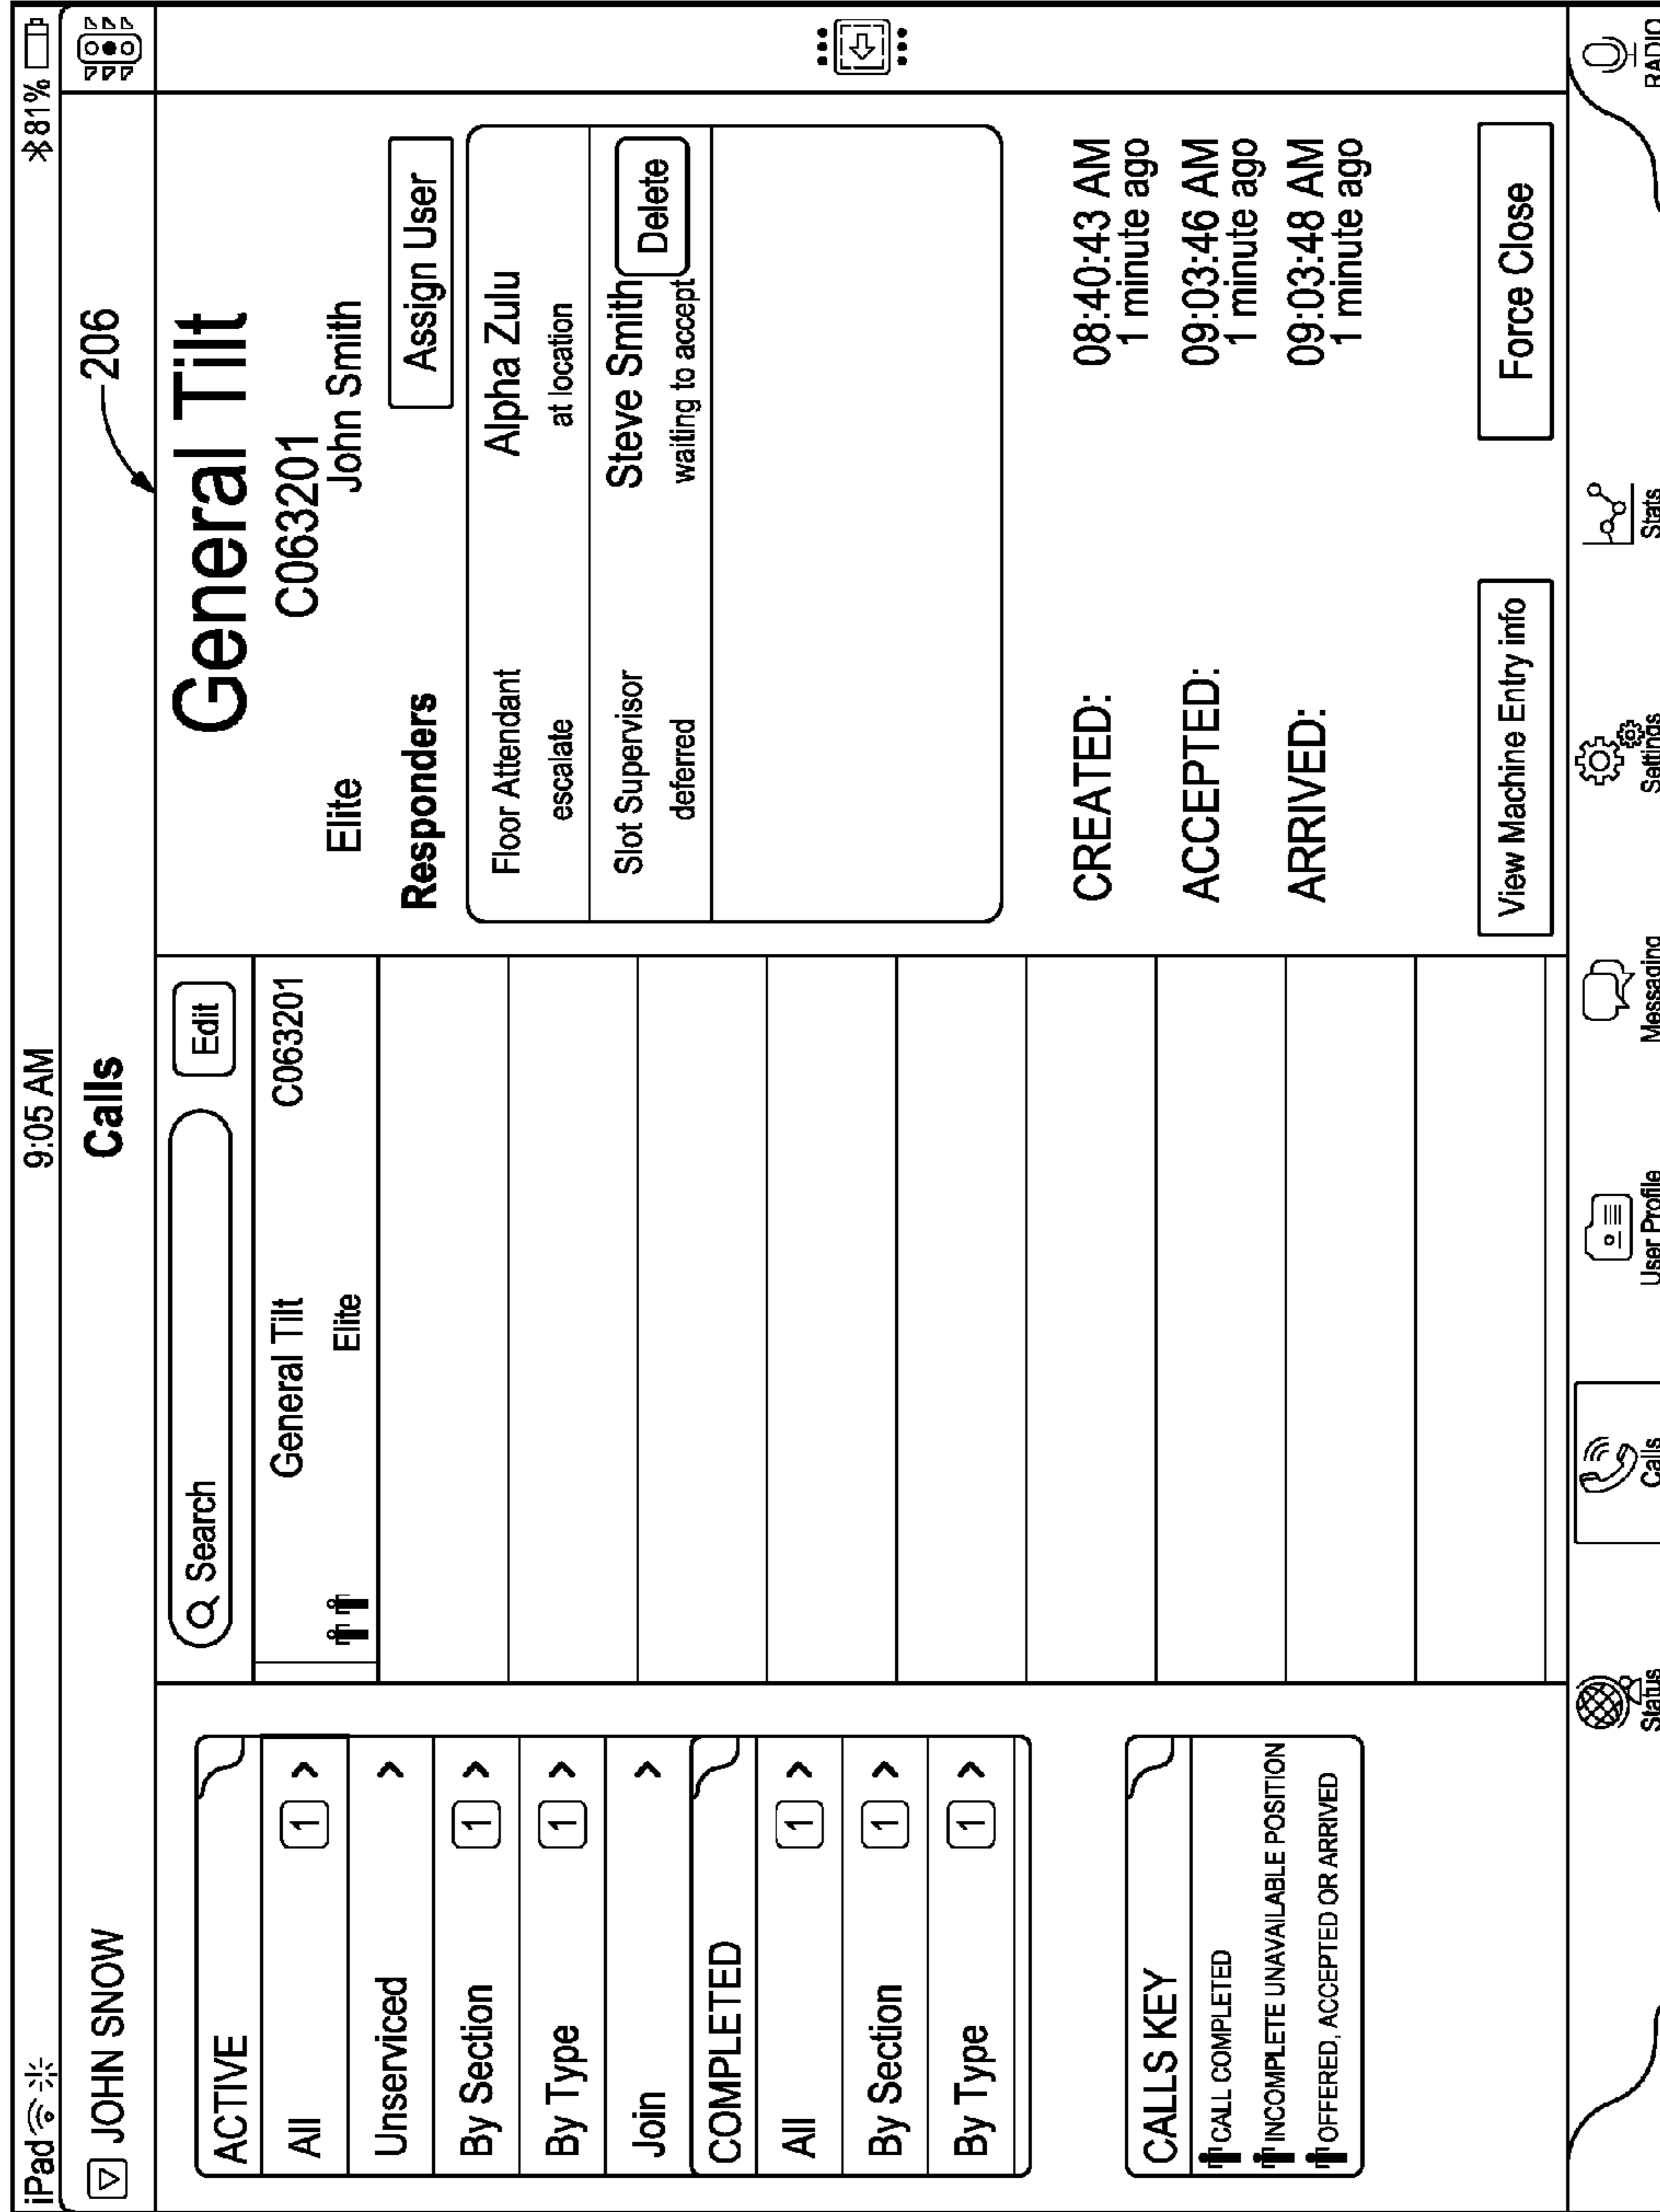 iPad 9:05 AM 81%
JOHN SNOW Calls
206
ACTIVE
All 1 >
Unserviced >
By Section 1 >
By Type 1 >
Join >
COMPLETED
All 1 >
By Section 1 >
By Type 1 >
CALLS KEY
CALL COMPLETED
INCOMPLETE UNAVAILABLE POSITION
OFFERED, ACCEPTED OR ARRIVED
Search Edit
General Tilt C063201
Elite
General Tilt
C063201
Elite John Smith
Responders Assign User
Floor Attendant Alpha Zulu
escalate at location
Slot Supervisor Steve Smith Delete
deferred waiting to accept
CREATED: 08:40:43 AM
1 minute ago
ACCEPTED: 09:03:46 AM
1 minute ago
ARRIVED: 09:03:48 AM
1 minute ago
View Machine Entry info Force Close
Status Calls User Profile Messaging Settings Stats RADIO